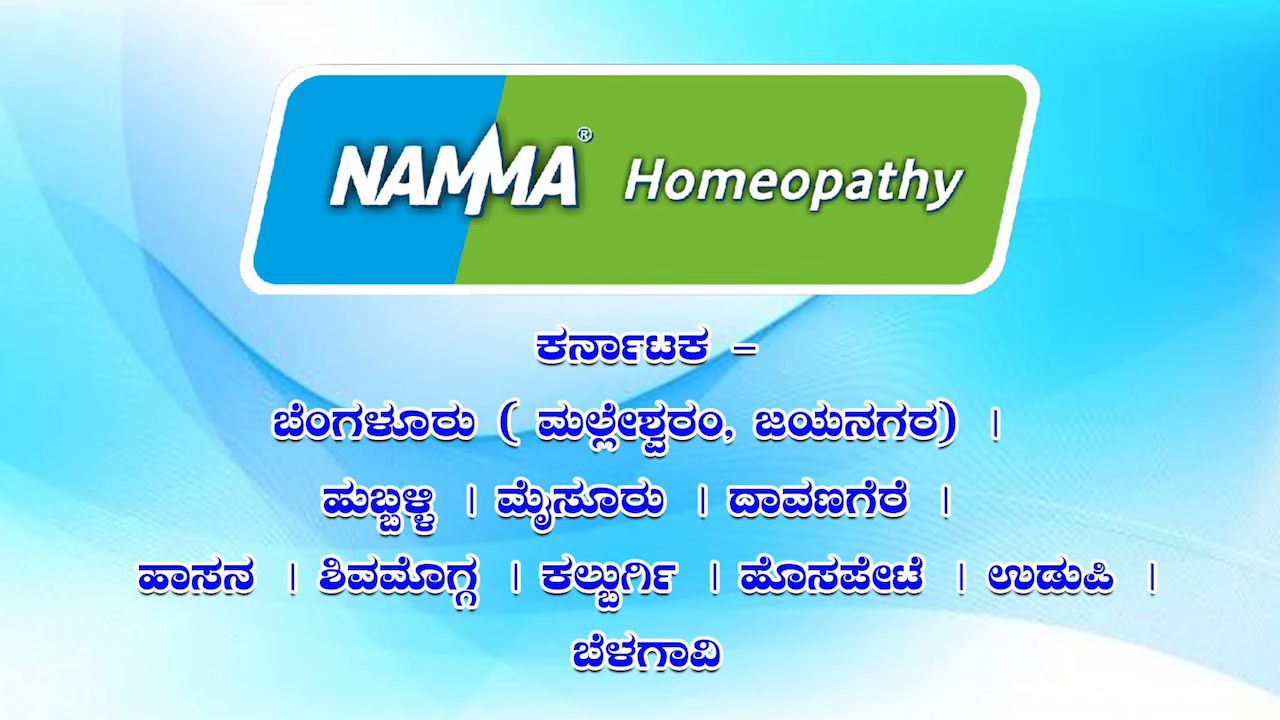 NAMMA® Homeopathy
ಕರ್ನಾಟಕ –
ಬೆಂಗಳೂರು ( ಮಲ್ಲೇಶ್ವರಂ, ಜಯನಗರ) |
ಹುಬ್ಬಳ್ಳಿ | ಮೈಸೂರು | ದಾವಣಗೆರೆ |
ಹಾಸನ | ಶಿವಮೊಗ್ಗ | ಕಲ್ಬುರ್ಗಿ | ಹೊಸಪೇಟೆ | ಉಡುಪಿ |
ಬೆಳಗಾವಿ